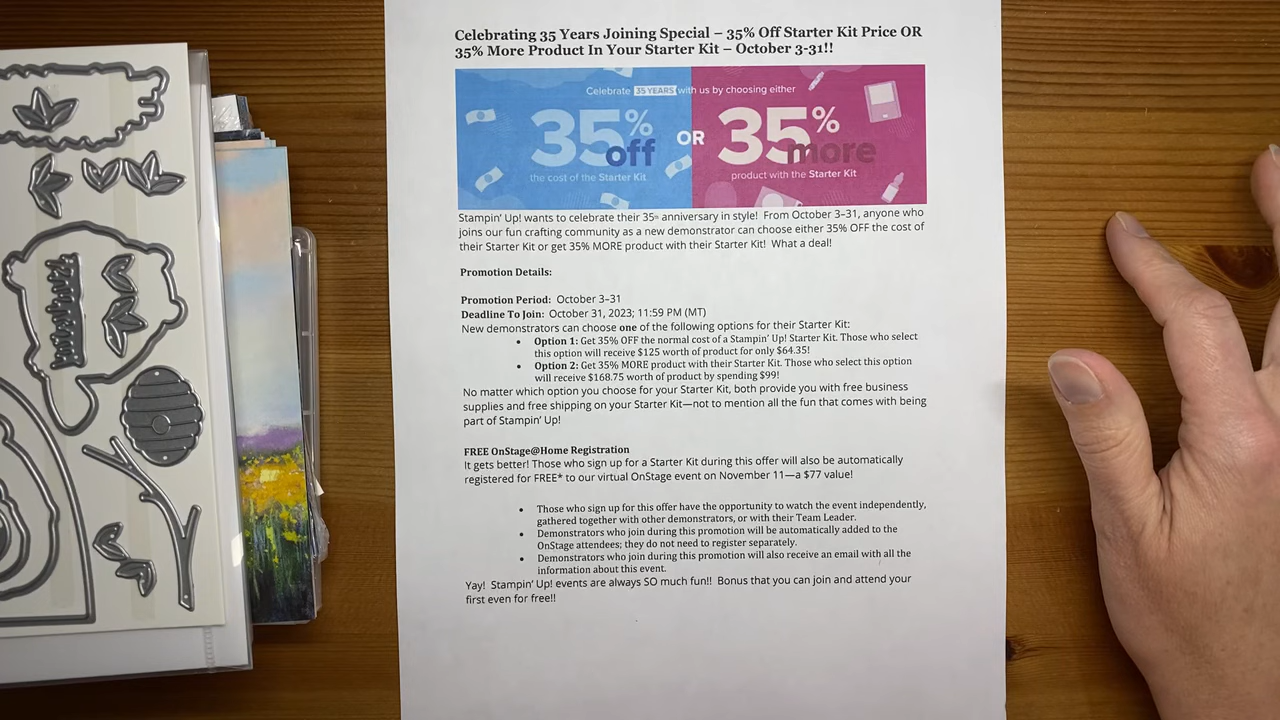 Celebrating 35 Years Joining Special – 35% Off Starter Kit Price OR
35% More Product In Your Starter Kit – October 3-31!!
Celebrate 35 YEARS with us by choosing either
35% off
the cost of the Starter Kit
OR
35% more
product with the Starter Kit
Stampin' Up! wants to celebrate their 35th anniversary in style!  From October 3–31, anyone who
joins our fun crafting community as a new demonstrator can choose either 35% OFF the cost of
their Starter Kit or get 35% MORE product with their Starter Kit!  What a deal!
Promotion Details:
Promotion Period:  October 3–31
Deadline To Join:  October 31, 2023; 11:59 PM (MT)
New demonstrators can choose one of the following options for their Starter Kit:
• Option 1: Get 35% OFF the normal cost of a Stampin' Up! Starter Kit. Those who select
this option will receive $125 worth of product for only $64.35!
• Option 2: Get 35% MORE product with their Starter Kit. Those who select this option
will receive $168.75 worth of product by spending $99!
No matter which option you choose for your Starter Kit, both provide you with free business
supplies and free shipping on your Starter Kit—not to mention all the fun that comes with being
part of Stampin' Up!
FREE OnStage@Home Registration
It gets better! Those who sign up for a Starter Kit during this offer will also be automatically
registered for FREE* to our virtual OnStage event on November 11—a $77 value!
• Those who sign up for this offer have the opportunity to watch the event independently,
gathered together with other demonstrators, or with their Team Leader.
• Demonstrators who join during this promotion will be automatically added to the
OnStage attendees; they do not need to register separately.
• Demonstrators who join during this promotion will also receive an email with all the
information about this event.
Yay!  Stampin' Up! events are always SO much fun!!  Bonus that you can join and attend your
first even for free!!